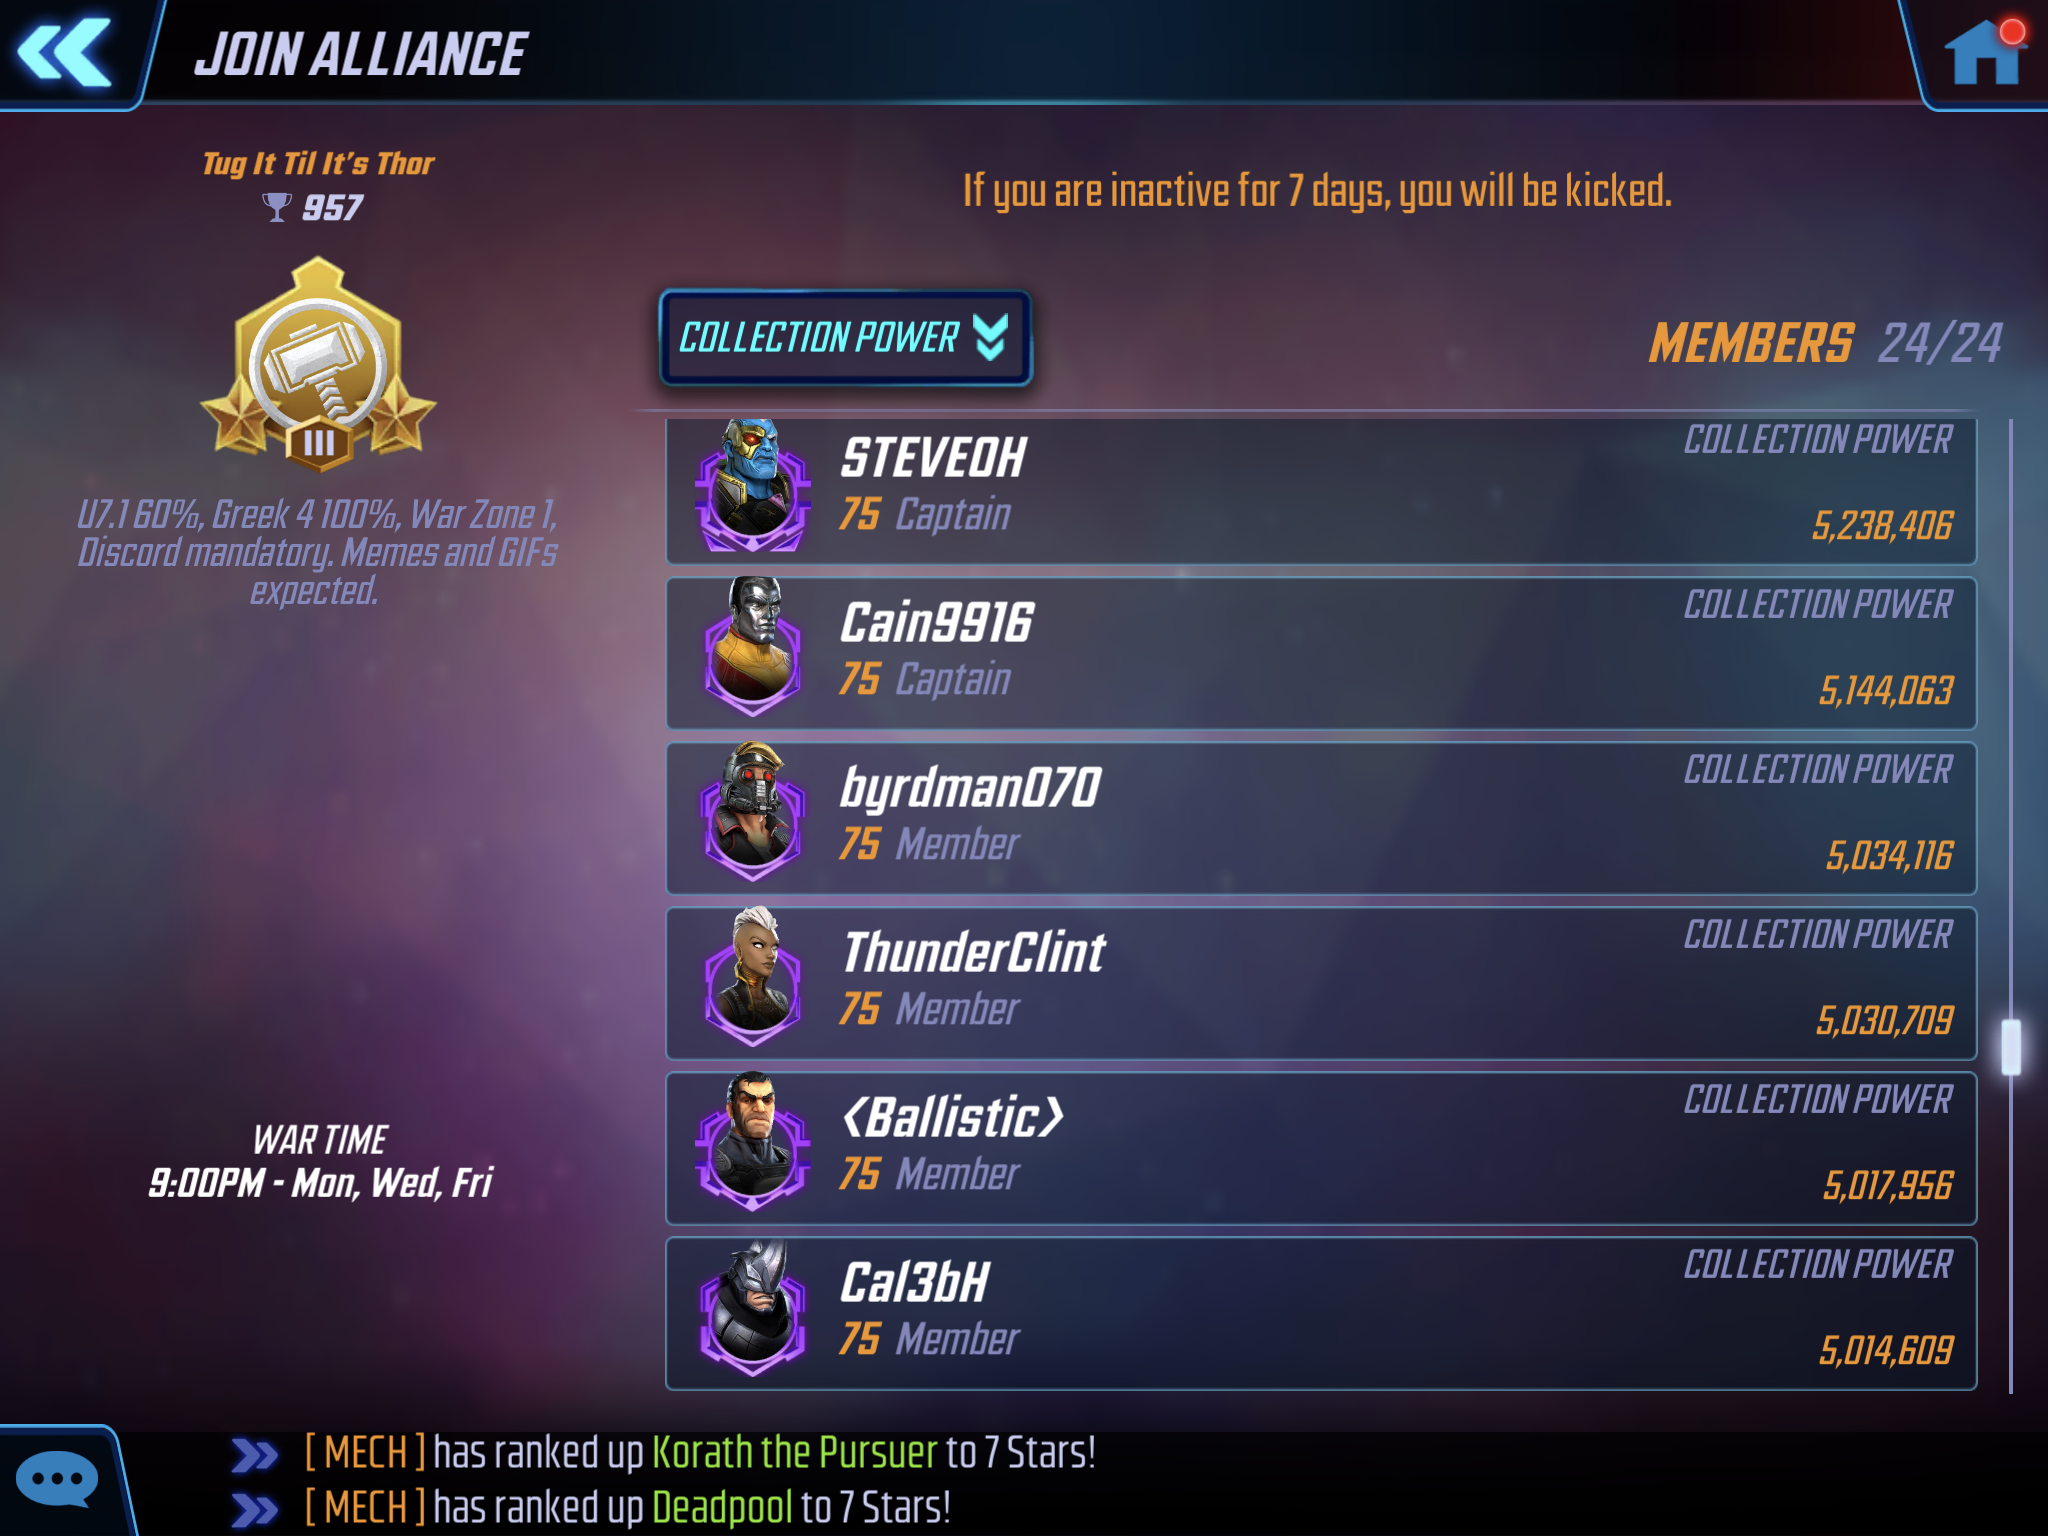 JOIN ALLIANCE
Tug It Til It's Thor
957
III
U7.1 60%, Greek 4 100%, War Zone 1,
Discord mandatory. Memes and GIFs
expected.
WAR TIME
9:00PM - Mon, Wed, Fri
If you are inactive for 7 days, you will be kicked.
COLLECTION POWER
MEMBERS 24/24
STEVEOH
75 Captain
COLLECTION POWER
5,238,406
Cain9916
75 Captain
COLLECTION POWER
5,144,063
byrdman070
75 Member
COLLECTION POWER
5,034,116
ThunderClint
75 Member
COLLECTION POWER
5,030,709
<Ballistic>
75 Member
COLLECTION POWER
5,017,956
Cal3bH
75 Member
COLLECTION POWER
5,014,609
[ MECH ] has ranked up Korath the Pursuer to 7 Stars!
[ MECH ] has ranked up Deadpool to 7 Stars!